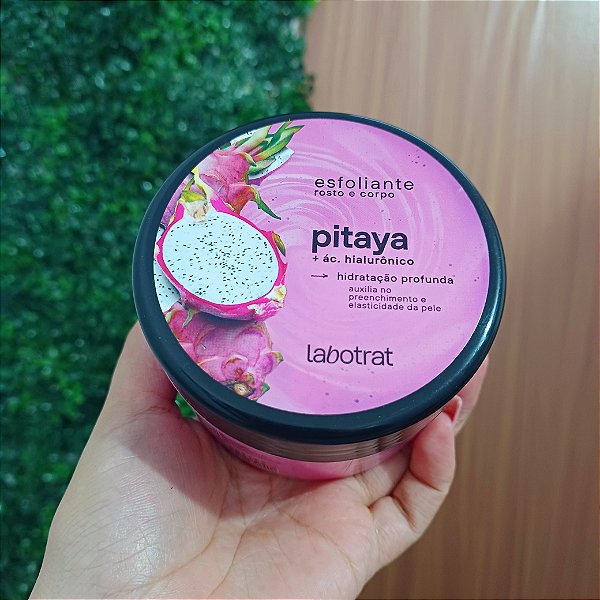 esfoliante
rosto e corpo
pitaya
+ ác. hialurônico
→ hidratação profunda
auxilia no
preenchimento e
elasticidade da pele
labotrat